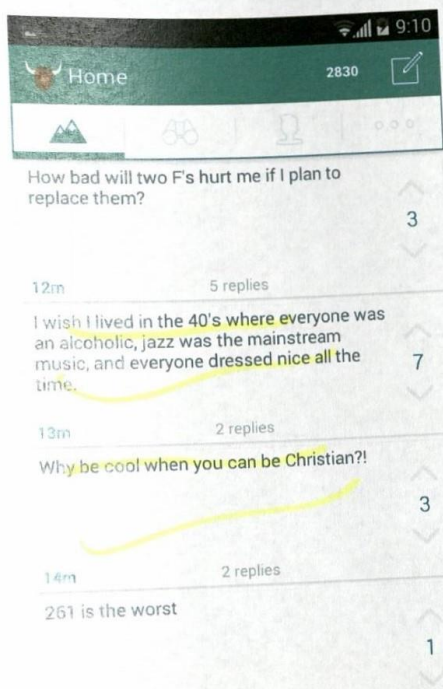 9:10
Home
2830
How bad will two F's hurt me if I plan to
replace them?
3
12m
5 replies
I wish I lived in the 40's where everyone was
an alcoholic, jazz was the mainstream
music, and everyone dressed nice all the
time.
7
13m
2 replies
Why be cool when you can be Christian?!
3
14m
2 replies
261 is the worst
1